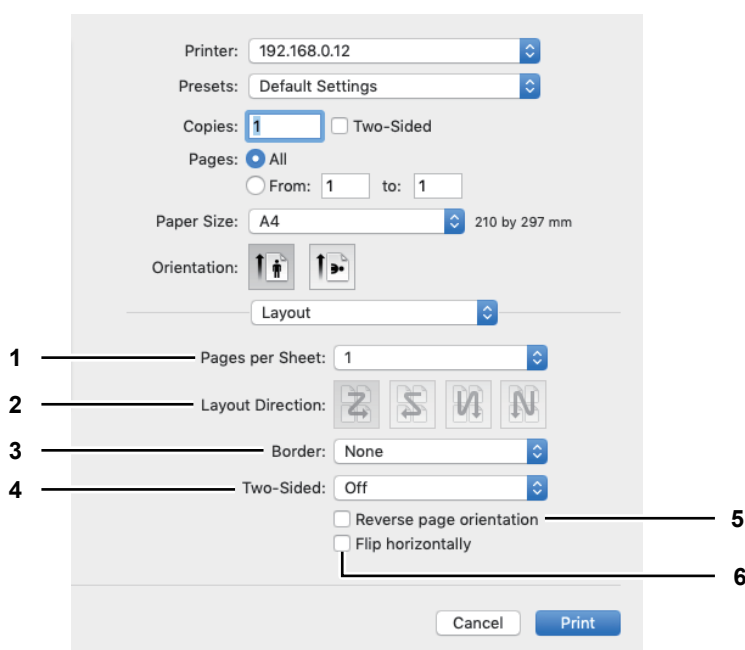 Printer: 192.168.0.12
Presets: Default Settings
Copies: 1 Two-Sided
Pages: All
From: 1 to: 1
Paper Size: A4 210 by 297 mm
Orientation:
Layout
1 Pages per Sheet: 1
2 Layout Direction:
3 Border: None
4 Two-Sided: Off
Reverse page orientation 5
Flip horizontally
6
Cancel Print